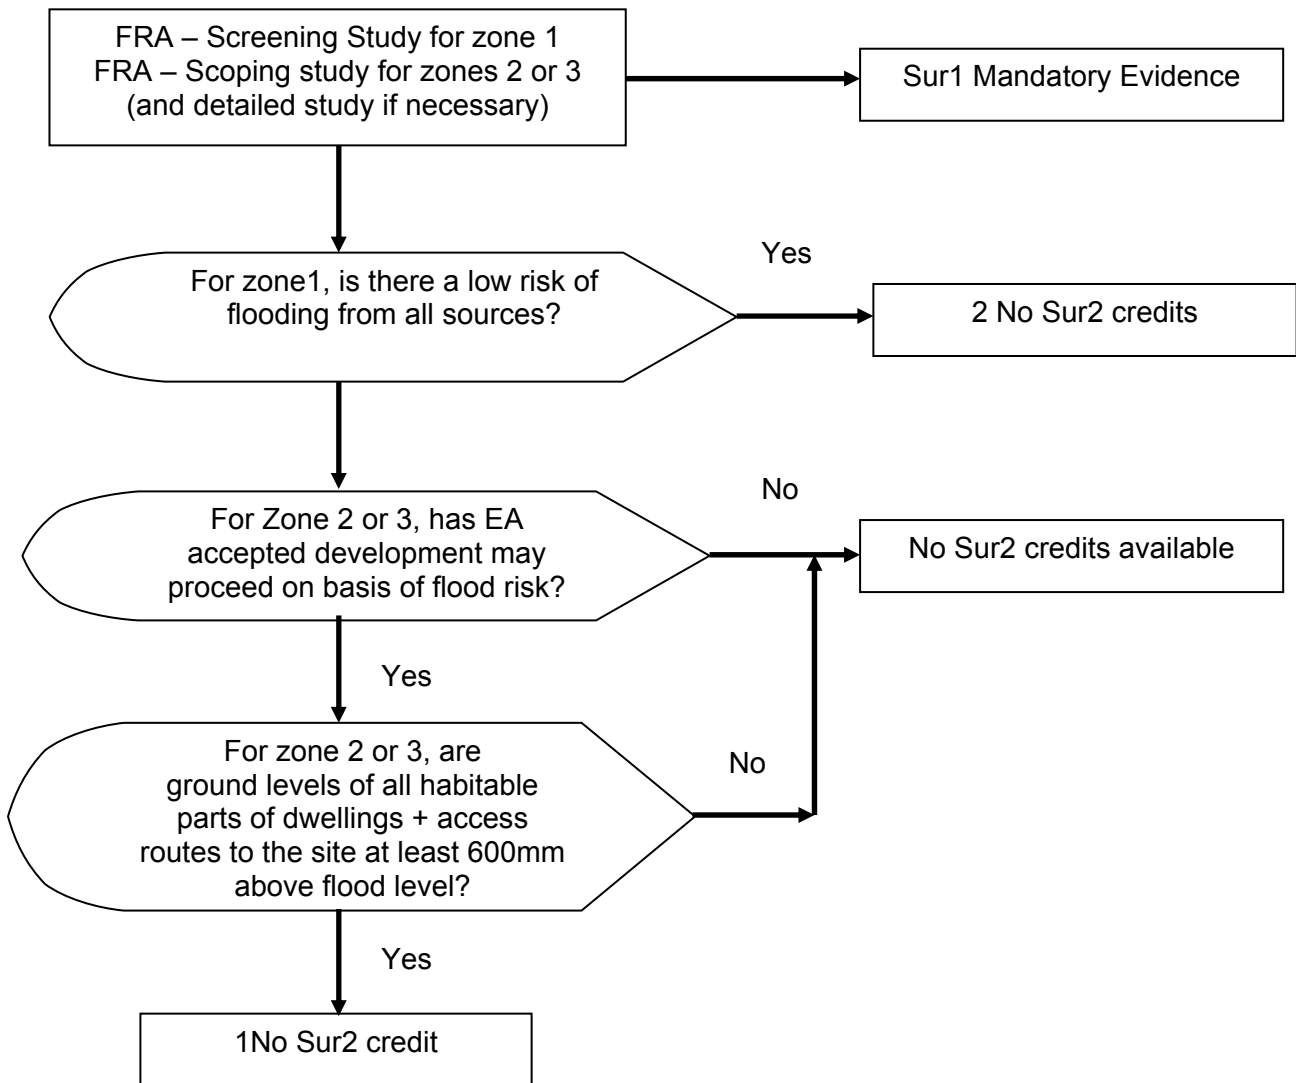 FRA – Screening Study for zone 1
FRA – Scoping study for zones 2 or 3
(and detailed study if necessary)
Sur1 Mandatory Evidence
For zone1, is there a low risk of
flooding from all sources?
Yes
2 No Sur2 credits
For Zone 2 or 3, has EA
accepted development may
proceed on basis of flood risk?
No
No Sur2 credits available
Yes
For zone 2 or 3, are
ground levels of all habitable
parts of dwellings + access
routes to the site at least 600mm
above flood level?
No
Yes
1No Sur2 credit